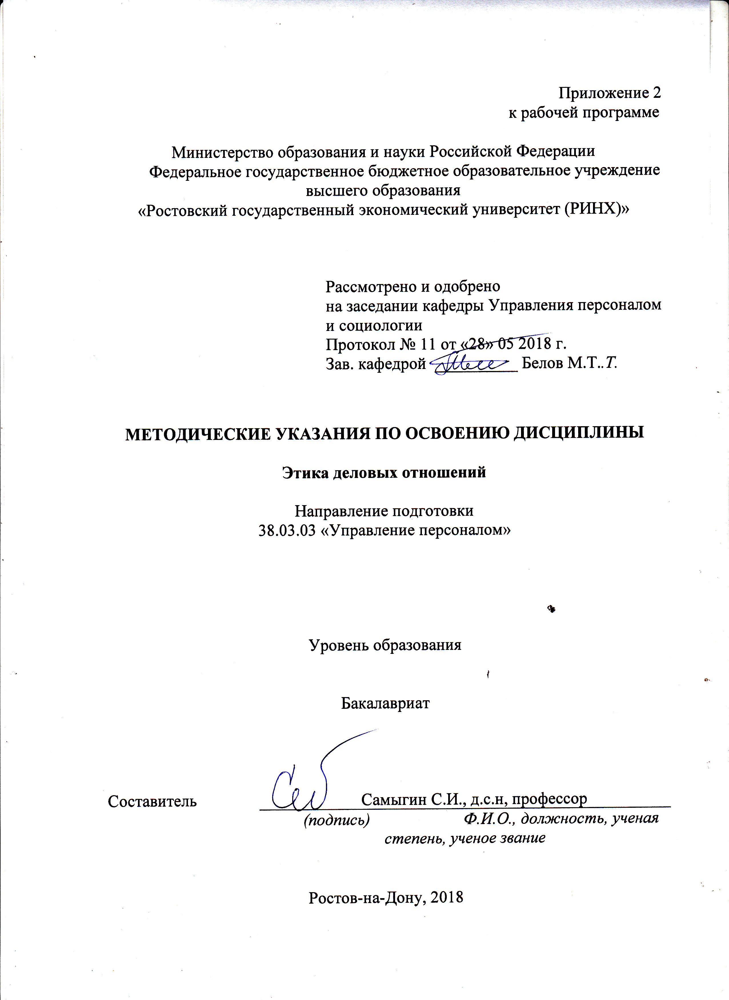 Приложение 2
к рабочей программе
Министерство образования и науки Российской Федерации
Федеральное государственное бюджетное образовательное учреждение
высшего образования
«Ростовский государственный экономический университет (РИНХ)»
Рассмотрено и одобрено
на заседании кафедры Управления персоналом
и социологии
Протокол № 11 от «28» 05 2018 г.
Зав. кафедрой __________ Белов М.Т..Т.
МЕТОДИЧЕСКИЕ УКАЗАНИЯ ПО ОСВОЕНИЮ ДИСЦИПЛИНЫ
Этика деловых отношений
Направление подготовки
38.03.03 «Управление персоналом»
Уровень образования
Бакалавриат
Составитель Самыгин С.И., д.с.н, профессор
(подпись) Ф.И.О., должность, ученая
степень, ученое звание
Ростов-на-Дону, 2018